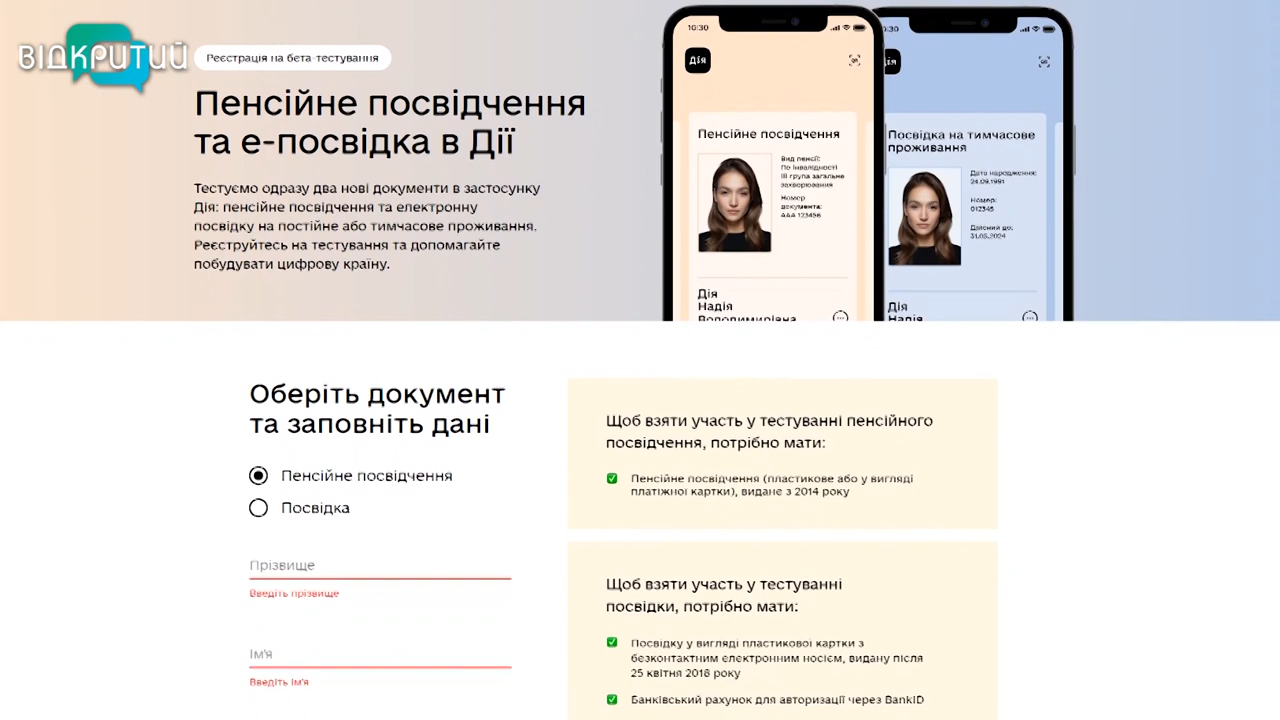 ВІДКРИТИЙ
Реєстрація на бета-тестування
Пенсійне посвідчення
та е-посвідка в Дії
Тестуємо одразу два нові документи в застосунку
Дія: пенсійне посвідчення та електронну
посвідку на постійне або тимчасове проживання.
Реєструйтесь на тестування та допомагайте
побудувати цифрову країну.
10:30
Дія
Пенсійне посвідчення
Вид пенсії:
По інвалідності
III група загальне
захворювання
Номер
документа:
ААА 123456
Дія
Надія
Володимирівна
:30
Дія
Посвідка на тимчасове
проживання
Дата народження:
24.09.1991
Номер:
012345
Дійсний до:
31.05.2024
Дія
Надія
Оберіть документ
та заповніть дані
Пенсійне посвідчення
Посвідка
Прізвище
Введіть прізвище
Ім'я
Введіть ім'я
Щоб взяти участь у тестуванні пенсійного
посвідчення, потрібно мати:
Пенсійне посвідчення (пластикове або у вигляді
платіжної картки), видане з 2014 року
Щоб взяти участь у тестуванні
посвідки, потрібно мати:
Посвідку у вигляді пластикової картки з
безконтактним електронним носієм, видану після
25 квітня 2018 року
Банківський рахунок для авторизації через BankID